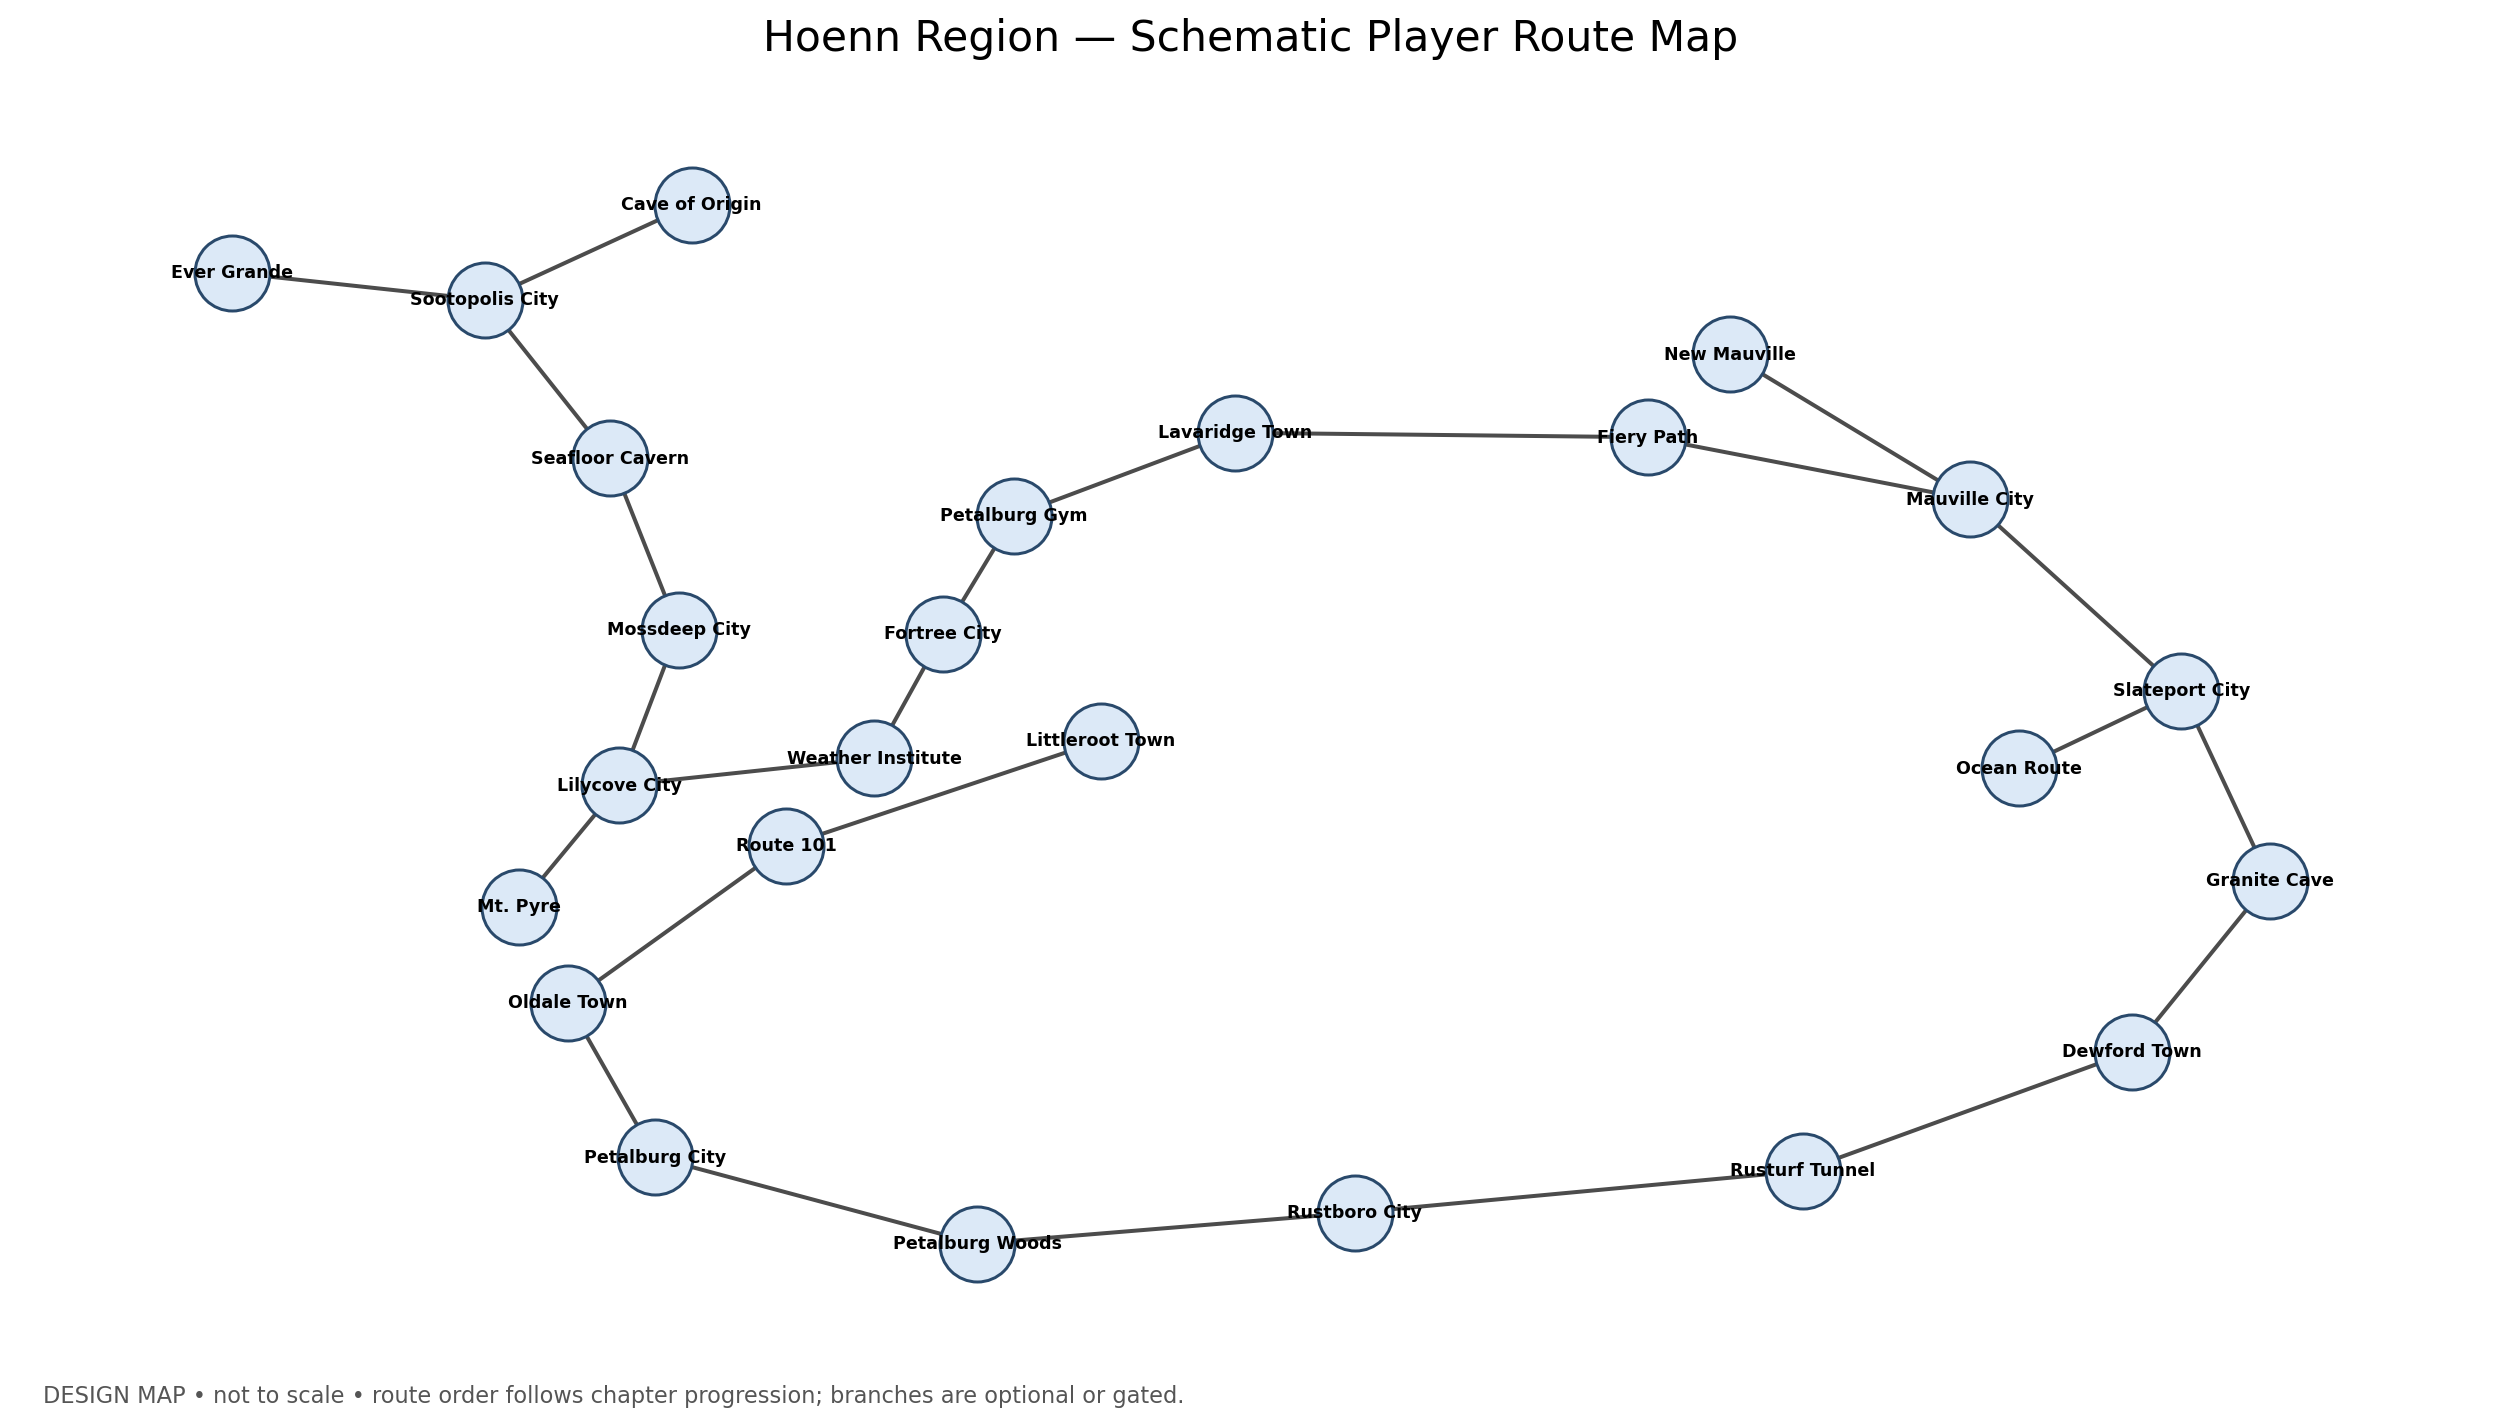 Hoenn Region — Schematic Player Route Map
Cave of Origin
Ever Grande
Sootopolis City
New Mauville
Lavaridge Town
Fiery Path
Seafloor Cavern
Mauville City
Petalburg Gym
Mossdeep City
Fortree City
Slateport City
Littleroot Town
Weather Institute
Ocean Route
Lilycove City
Route 101
Granite Cave
Mt. Pyre
Oldale Town
Dewford Town
Petalburg City
Rusturf Tunnel
Rustboro City
Petalburg Woods
DESIGN MAP • not to scale • route order follows chapter progression; branches are optional or gated.